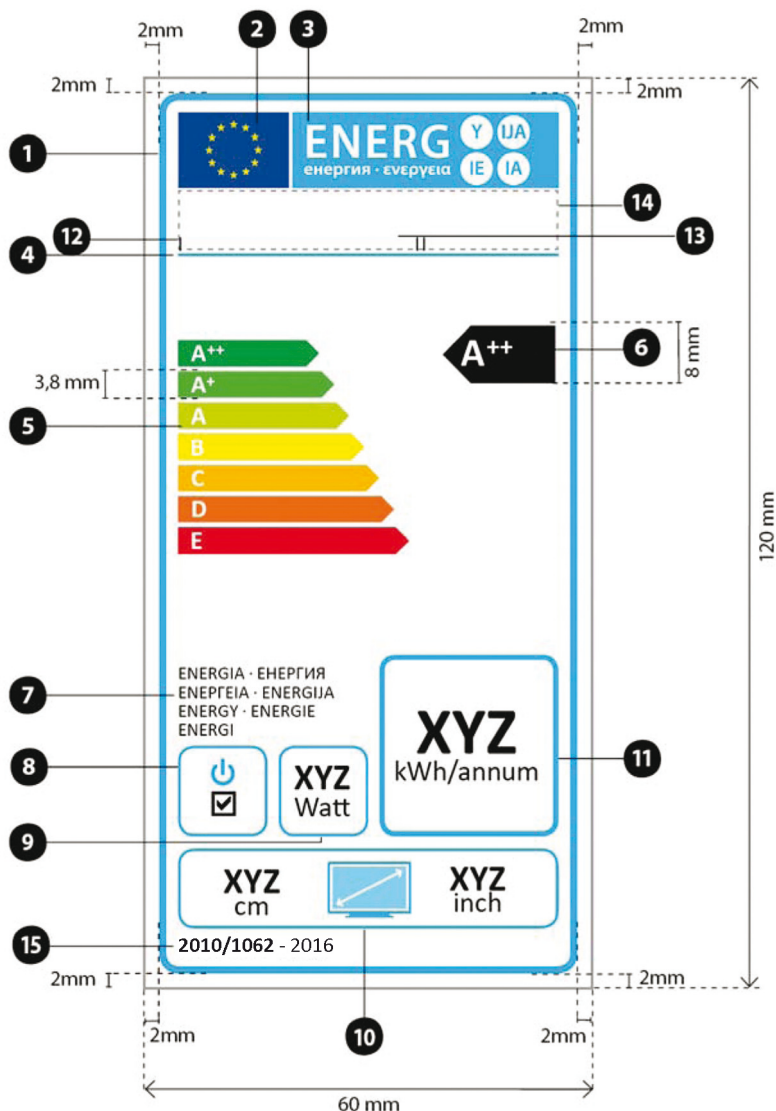 2mm
2
3
2mm
2mm
2mm
1
ENERG
Y
IJA
IE
IA
енергия · ενεργεια
14
12
13
4
A++
A++
6
8 mm
3,8 mm
A+
5
A
B
C
D
E
120 mm
7
ENERGIA · ЕНЕРГИЯ
ΕΝΕΡΓΕΙΑ · ENERGIJA
ENERGY · ENERGIE
ENERGI
XYZ
kWh/annum
11
8
XYZ
Watt
9
XYZ
cm
XYZ
inch
15
2010/1062 - 2016
2mm
2mm
2mm
10
2mm
60 mm